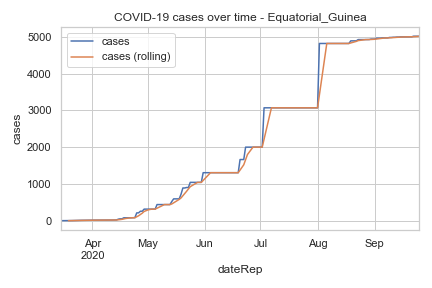 COVID-19 cases over time - Equatorial_Guinea
cases
cases (rolling)
5000
4000
3000
2000
1000
0
cases
Apr
2020
May
Jun
Jul
Aug
Sep
dateRep